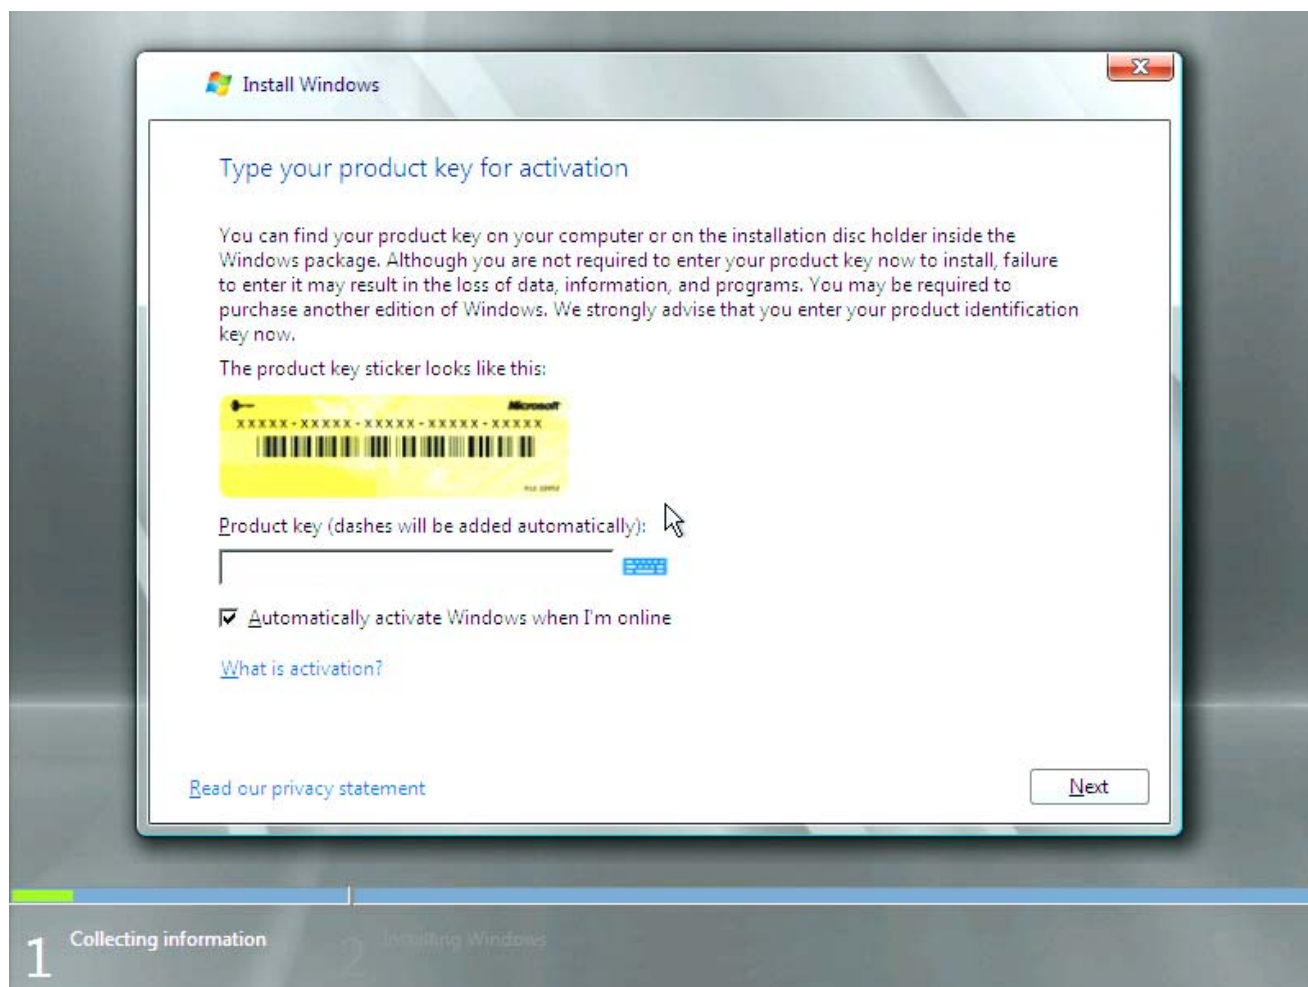 Install Windows
Type your product key for activation
You can find your product key on your computer or on the installation disc holder inside the
Windows package. Although you are not required to enter your product key now to install, failure
to enter it may result in the loss of data, information, and programs. You may be required to
purchase another edition of Windows. We strongly advise that you enter your product identification
key now.
The product key sticker looks like this:
Microsoft
XXXXX-XXXXX-XXXXX-XXXXX-XXXXX
Product key (dashes will be added automatically):
Automatically activate Windows when I'm online
What is activation?
Read our privacy statement
Next
1 Collecting information
2 Installing Windows